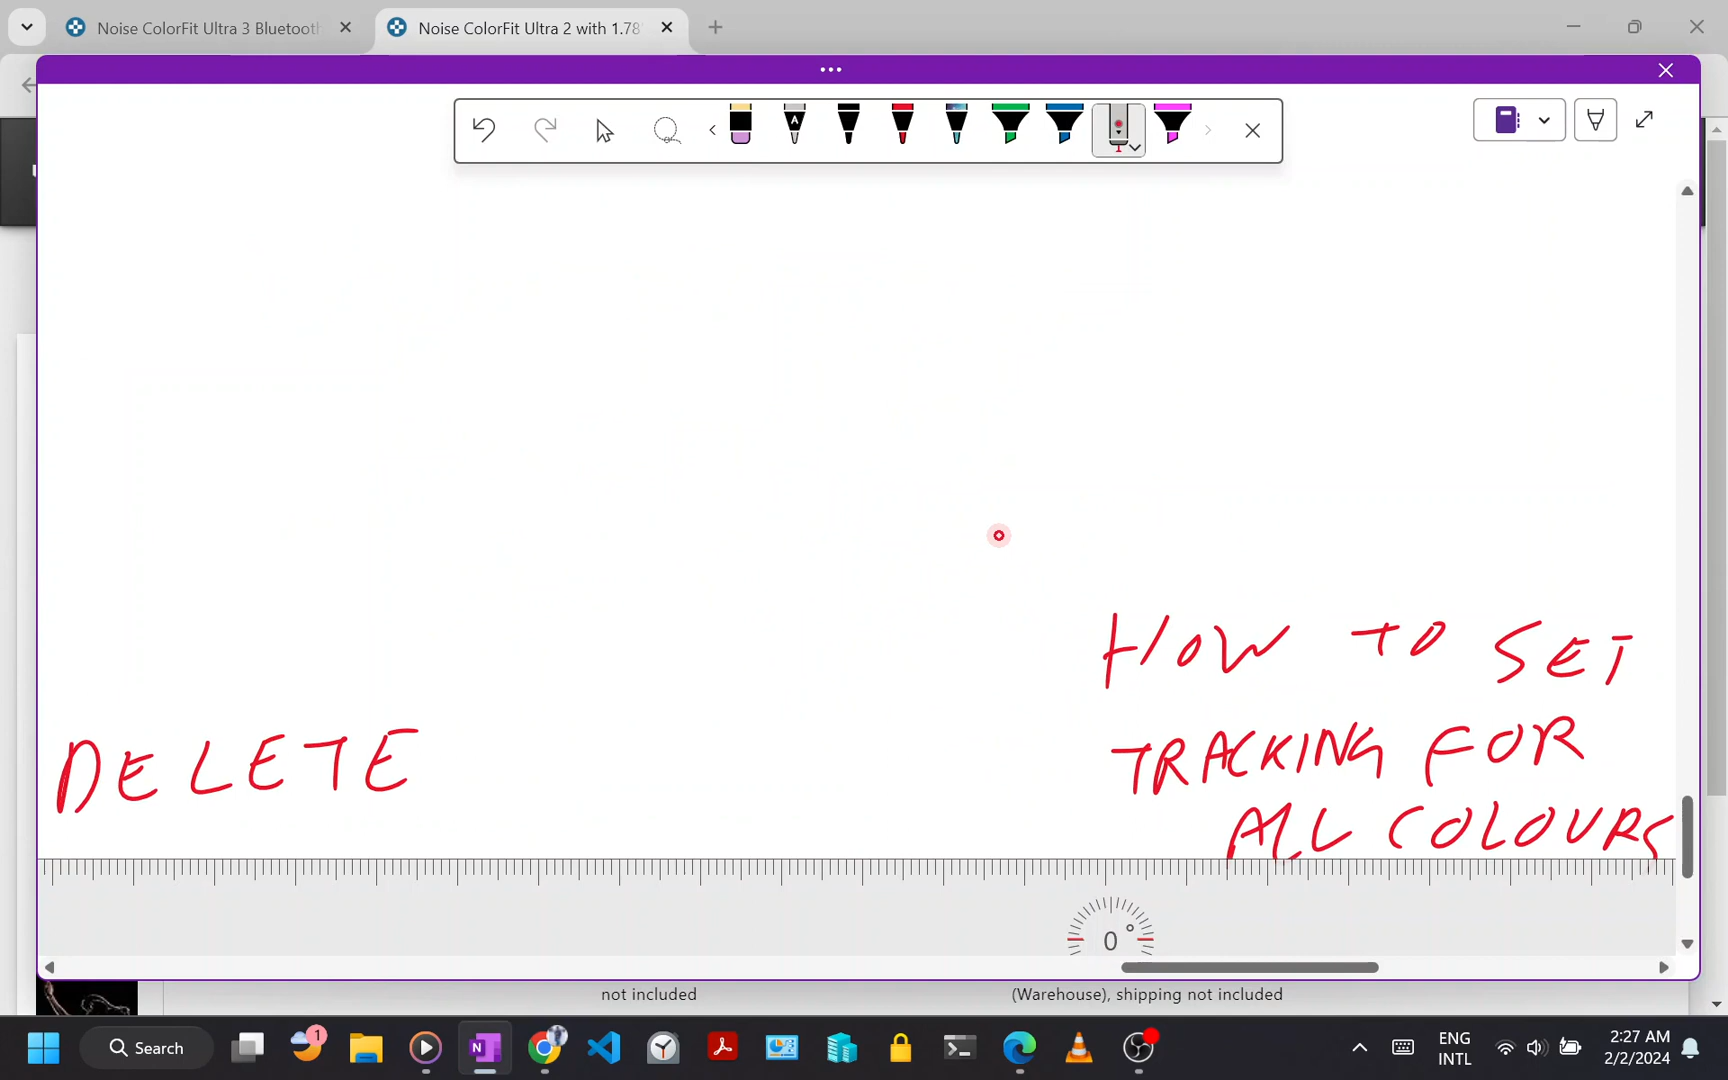 Noise ColorFit Ultra 3 Bluetooth
Noise ColorFit Ultra 2 with 1.78"
A
HOW TO SET
TRACKING FOR
ALL COLOURS
DELETE
0°
not included
(Warehouse), shipping not included
1
Search
ENG
INTL
2:27 AM
2/2/2024